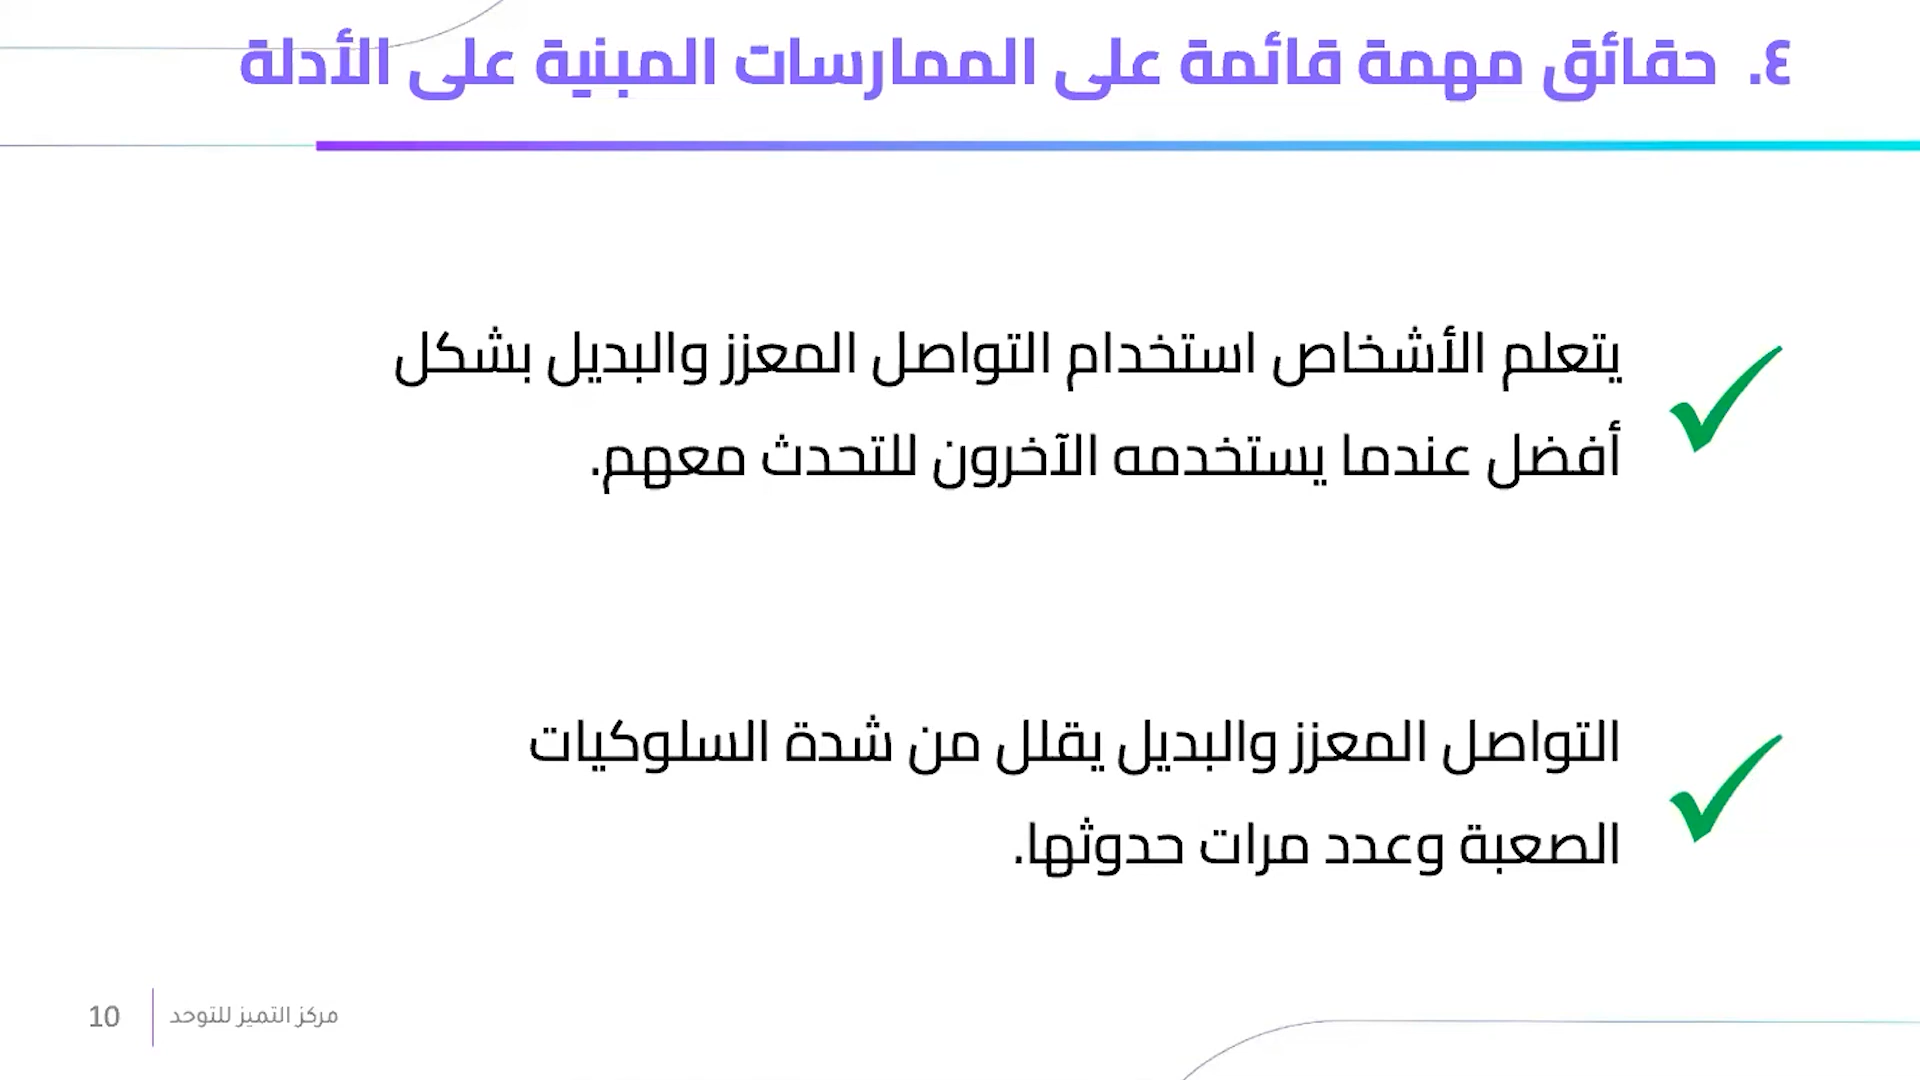 ٤. حقائق مهمة قائمة على الممارسات المبنية على الأدلة
يتعلم الأشخاص استخدام التواصل المعزز والبديل بشكل
أفضل عندما يستخدمه الآخرون للتحدث معهم.
التواصل المعزز والبديل يقلل من شدة السلوكيات
الصعبة وعدد مرات حدوثها.
مركز التميز للتوحد
10